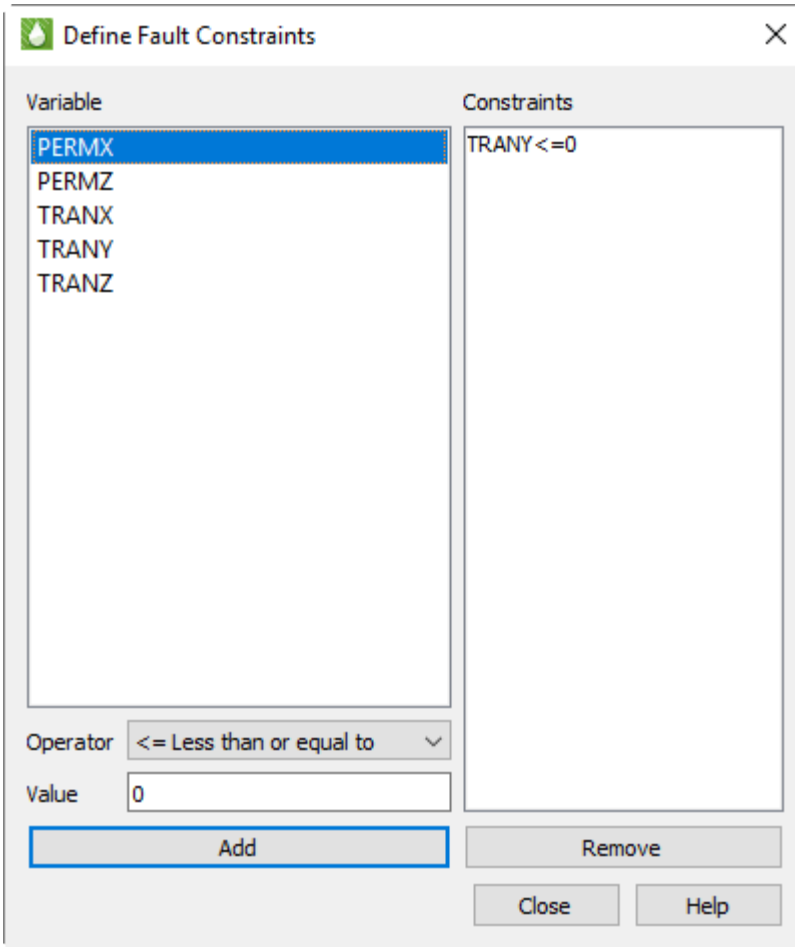 Define Fault Constraints
Variable
Constraints
PERMX
PERMZ
TRANX
TRANY
TRANZ
TRANY<=0
Operator
<= Less than or equal to
Value
0
Add
Remove
Close
Help